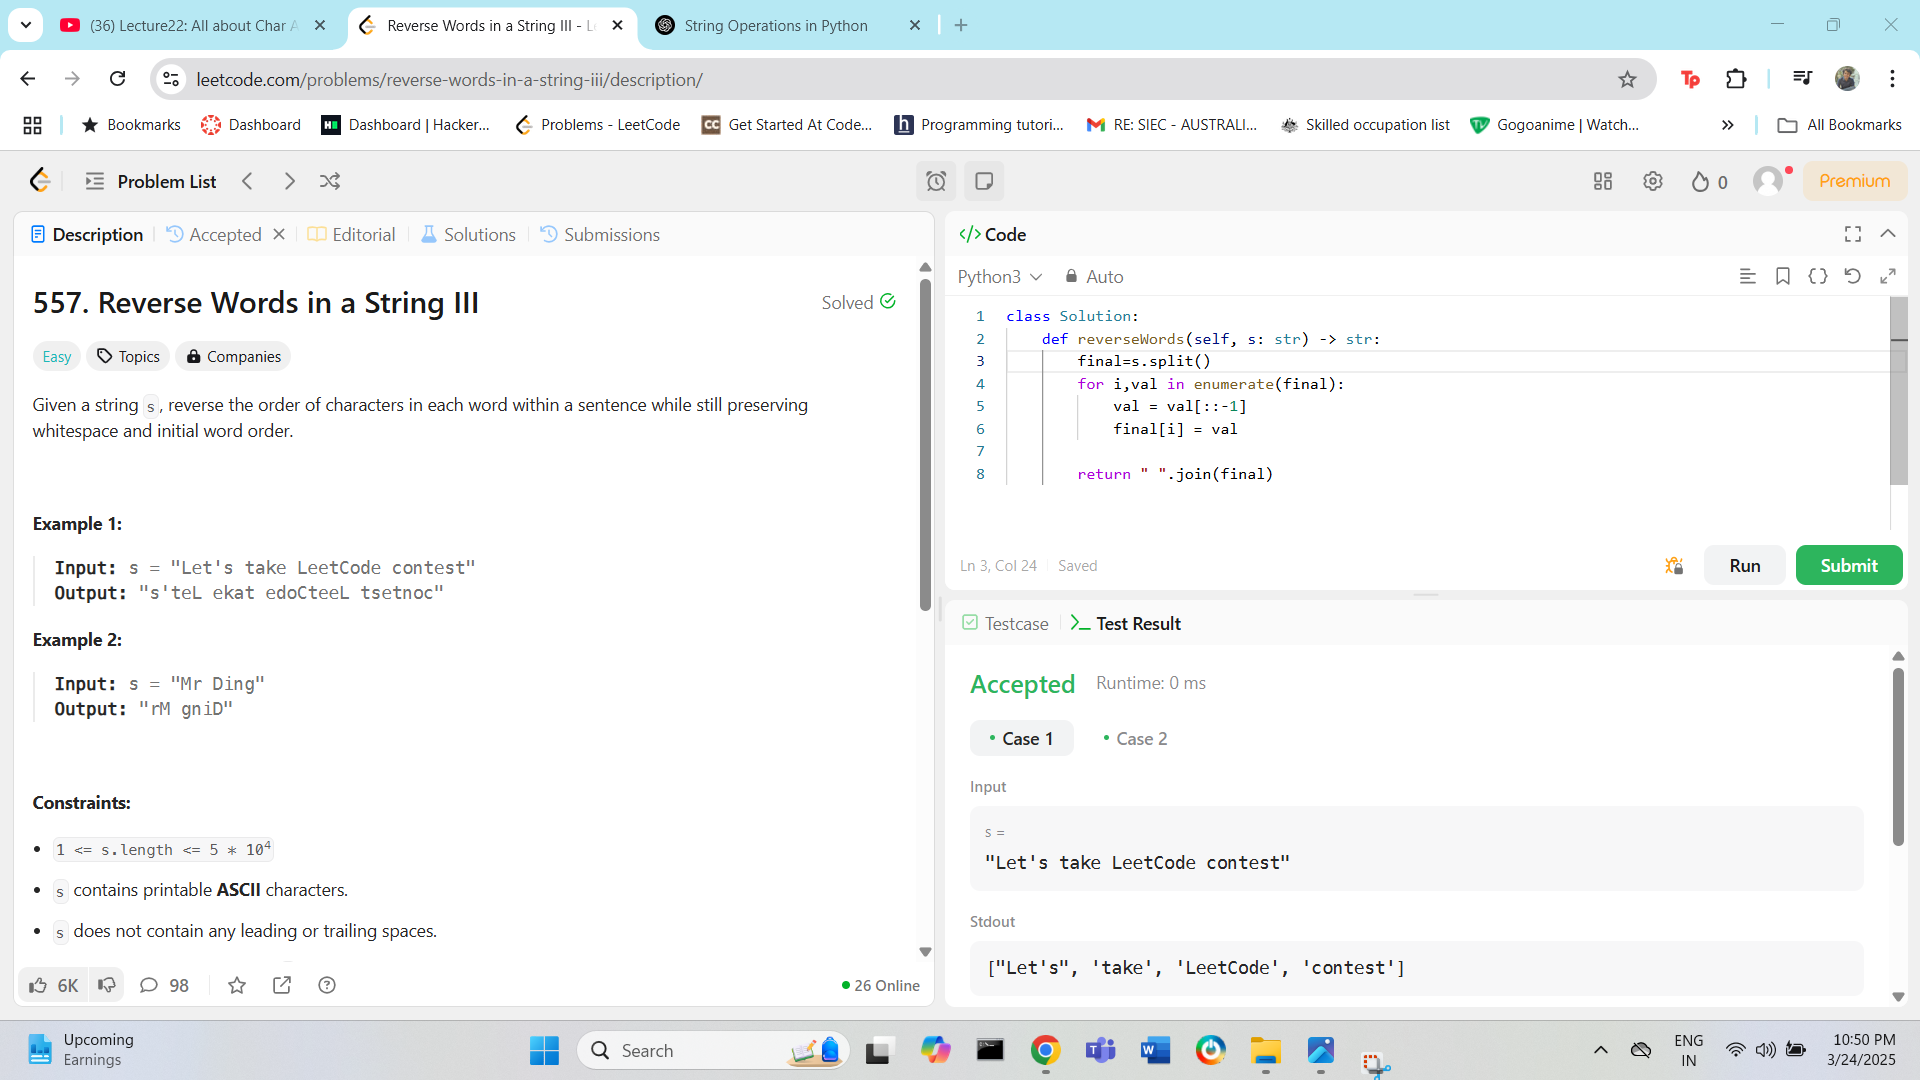 (36) Lecture22: All about Char A
Reverse Words in a String III - Le
String Operations in Python
leetcode.com/problems/reverse-words-in-a-string-iii/description/
Tp
Bookmarks
Dashboard
Dashboard | Hacker...
Problems - LeetCode
Get Started At Code...
Programming tutori...
RE: SIEC - AUSTRALI...
Skilled occupation list
Gogoanime | Watch...
All Bookmarks
Problem List
0
Premium
Description
Accepted
Editorial
Solutions
Submissions
557. Reverse Words in a String III
Solved
Easy
Topics
Companies
Given a string s, reverse the order of characters in each word within a sentence while still preserving
whitespace and initial word order.
Example 1:
Input: s = "Let's take LeetCode contest"
Output: "s'teL ekat edoCteeL tsetnoc"
Example 2:
Input: s = "Mr Ding"
Output: "rM gniD"
Constraints:
1 <= s.length <= 5 * 10⁴
s contains printable ASCII characters.
s does not contain any leading or trailing spaces.
6K
98
26 Online
Code
Python3
Auto
1 class Solution:
2 def reverseWords(self, s: str) -> str:
3 final=s.split()
4 for i,val in enumerate(final):
5 val = val[::-1]
6 final[i] = val
7
8 return " ".join(final)
Ln 3, Col 24
Saved
Run
Submit
Testcase
Test Result
Accepted
Runtime: 0 ms
Case 1
Case 2
Input
s =
"Let's take LeetCode contest"
Stdout
["Let's", 'take', 'LeetCode', 'contest']
Upcoming
Earnings
Search
ENG
IN
10:50 PM
3/24/2025